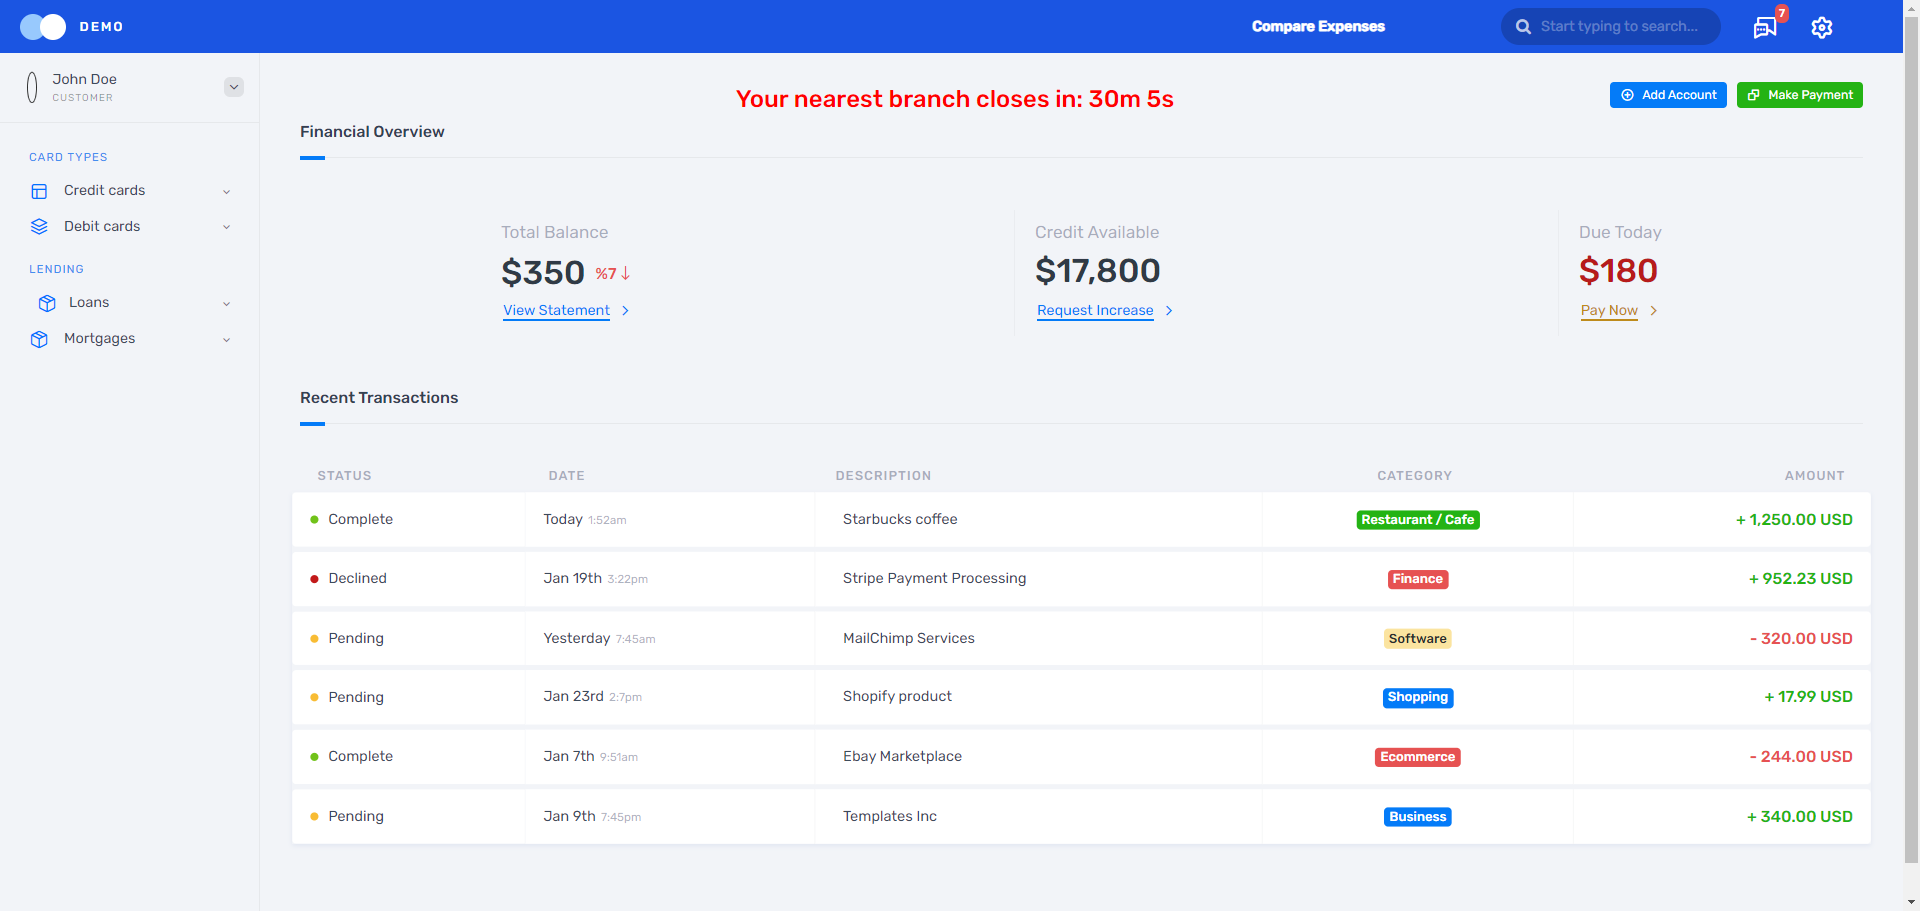 DEMO
Compare Expenses
Start typing to search...
7
John Doe
CUSTOMER
Your nearest branch closes in: 30m 5s
Add Account
Make Payment
Financial Overview
CARD TYPES
Credit cards
Debit cards
LENDING
Loans
Mortgages
Total Balance
$350 %7
View Statement
Credit Available
$17,800
Request Increase
Due Today
$180
Pay Now
Recent Transactions
STATUS DATE DESCRIPTION CATEGORY AMOUNT
Complete Today 1:52am Starbucks coffee Restaurant / Cafe + 1,250.00 USD
Declined Jan 19th 3:22pm Stripe Payment Processing Finance + 952.23 USD
Pending Yesterday 7:45am MailChimp Services Software - 320.00 USD
Pending Jan 23rd 2:7pm Shopify product Shopping + 17.99 USD
Complete Jan 7th 9:51am Ebay Marketplace Ecommerce - 244.00 USD
Pending Jan 9th 7:45pm Templates Inc Business + 340.00 USD